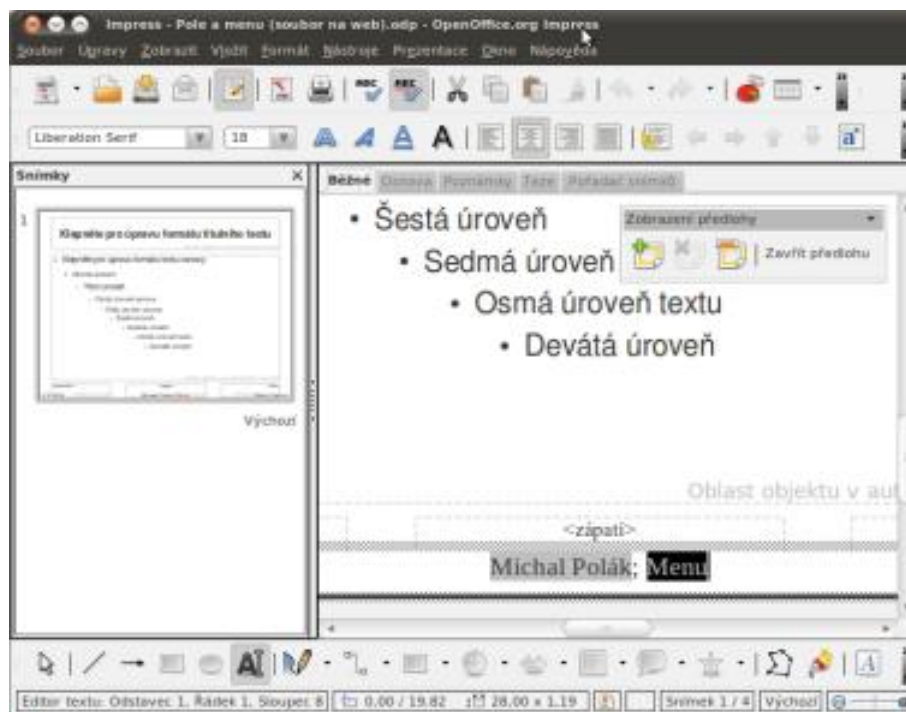 Impress - Pole a menu (soubor na web).odp - OpenOffice.org Impress
Soubor Úpravy Zobrazit Vložit Formát Nástroje Prezentace Okno Nápověda
Liberation Serif 18
Snímky
Běžné Osnova Poznámky Teze Pořadač snímků
1
Klepněte pro úpravu formátu titulního textu
Výchozí
• Šestá úroveň
• Sedmá úroveň
• Osmá úroveň textu
• Devátá úroveň
Zobrazení předlohy
Zavřít předlohu
Oblast objektu v aut
<zápatí>
Michal Polák; Menu
Editor textu: Odstavec 1, Řádek 1, Sloupec 8 0.00 / 19.82 28.00 x 1.19 Snímek 1 / 4 Výchozí